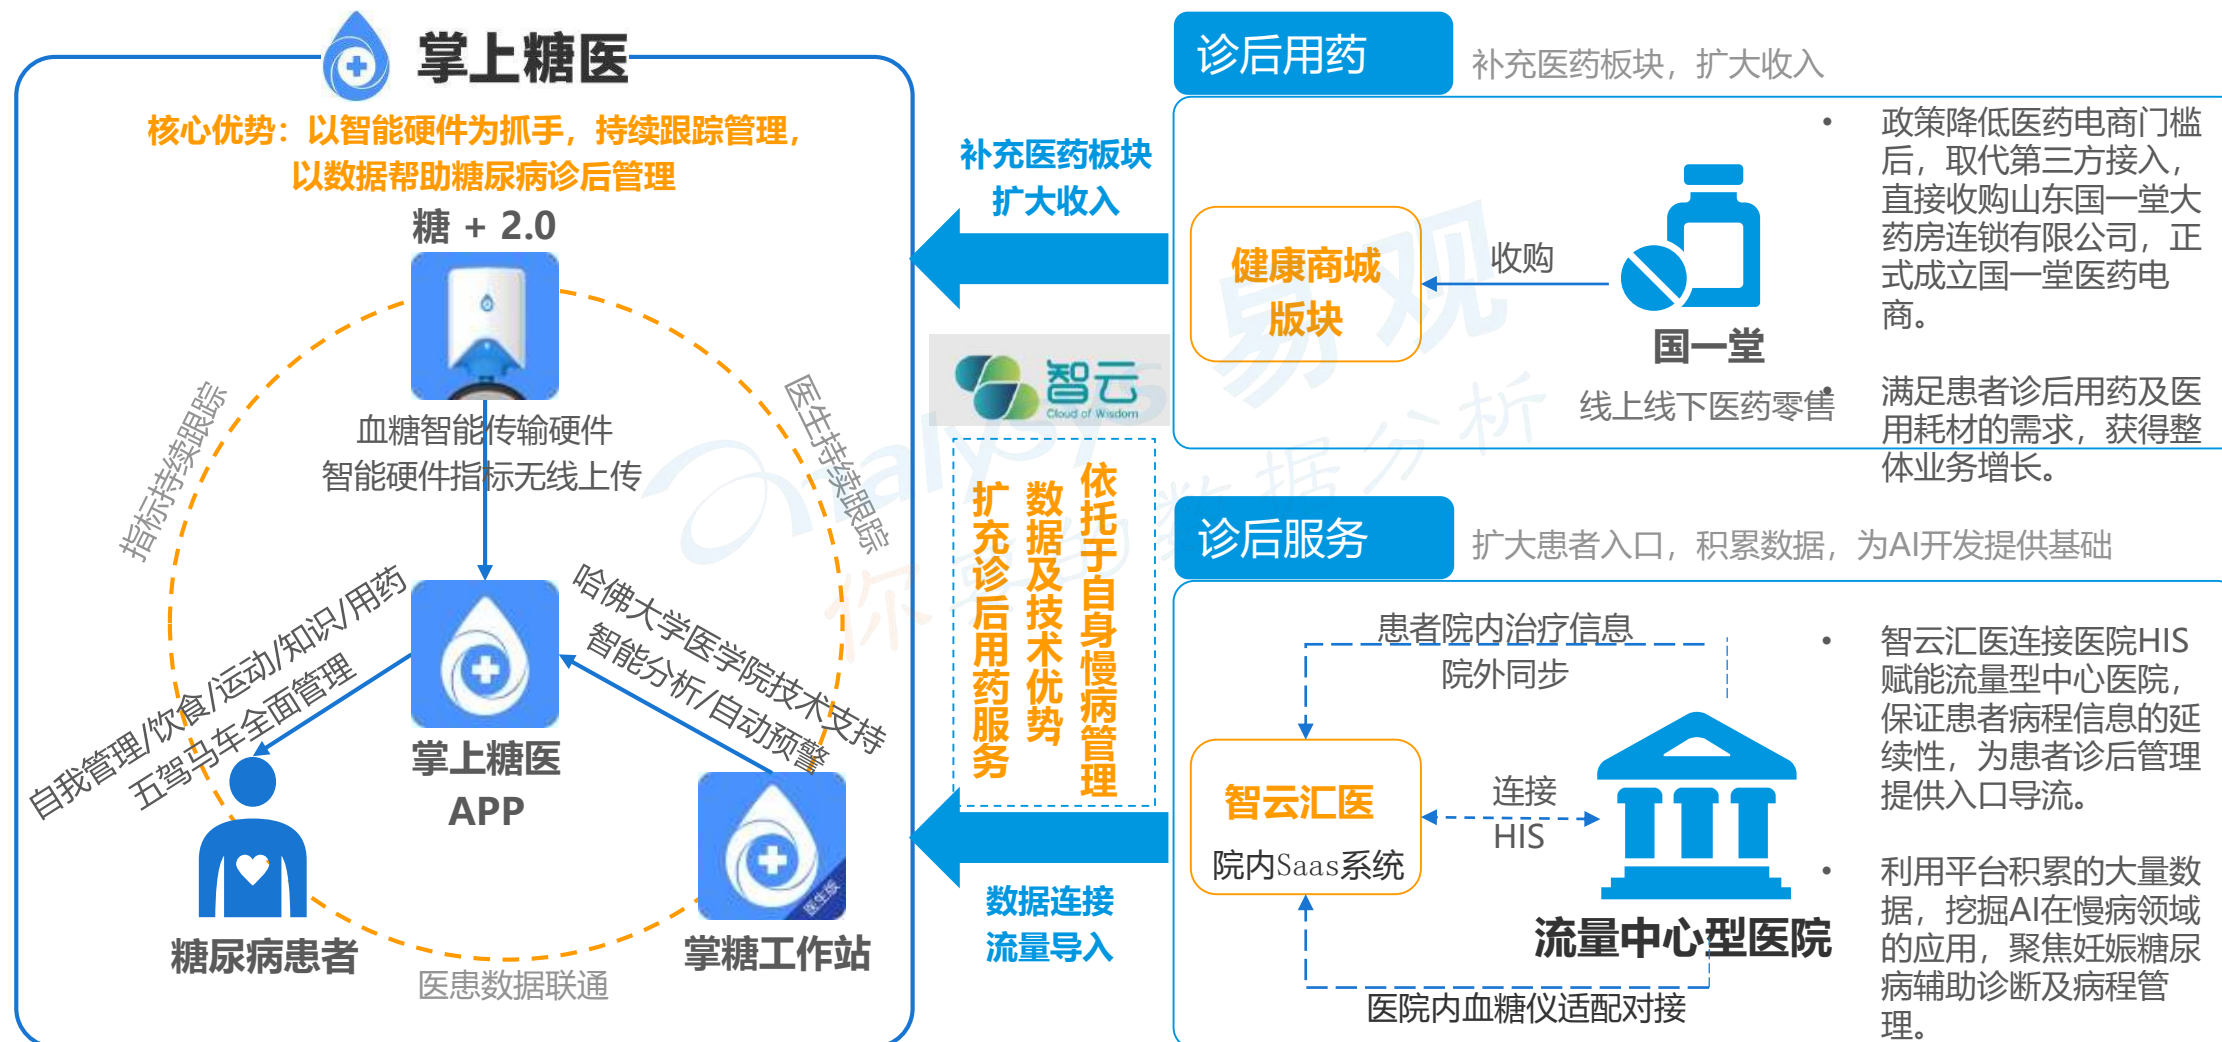 掌上糖医
核心优势：以智能硬件为抓手，持续跟踪管理，
以数据帮助糖尿病诊后管理
糖 + 2.0
血糖智能传输硬件
智能硬件指标无线上传
指标持续跟踪
医生持续跟踪
自我管理/饮食/运动/知识/用药
五驾马车全面管理
哈佛大学医学院技术支持
智能分析/自动预警
掌上糖医
APP
糖尿病患者
医生版
掌糖工作站
医患数据联通
补充医药板块
扩大收入
智云
Cloud of Wisdom
依托于自身慢病管理
数据及技术优势，
扩充诊后用药服务
数据连接
流量导入
诊后用药
补充医药板块，扩大收入
健康商城
版块
收购
国一堂
线上线下医药零售
• 政策降低医药电商门槛
后，取代第三方接入，
直接收购山东国一堂大
药房连锁有限公司，正
式成立国一堂医药电
商。
• 满足患者诊后用药及医
用耗材的需求，获得整
体业务增长。
诊后服务
扩大患者入口，积累数据，为AI开发提供基础
患者院内治疗信息
院外同步
智云汇医
院内Saas系统
连接
HIS
流量中心型医院
医院内血糖仪适配对接
• 智云汇医连接医院HIS
赋能流量型中心医院，
保证患者病程信息的延
续性，为患者诊后管理
提供入口导流。
• 利用平台积累的大量数
据，挖掘AI在慢病领域
的应用，聚焦妊娠糖尿
病辅助诊断及病程管
理。
analysys 易观
你要的数据分析